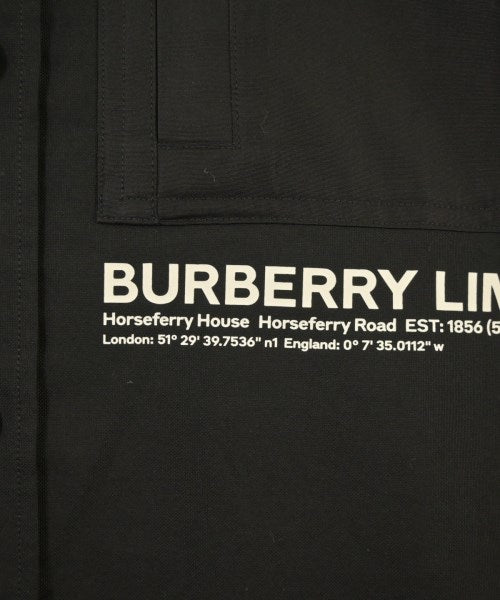 BURBERRY LIM
Horseferry House Horseferry Road EST: 1856 (5
London: 51° 29' 39.7536" n1 England: 0° 7' 35.0112" w